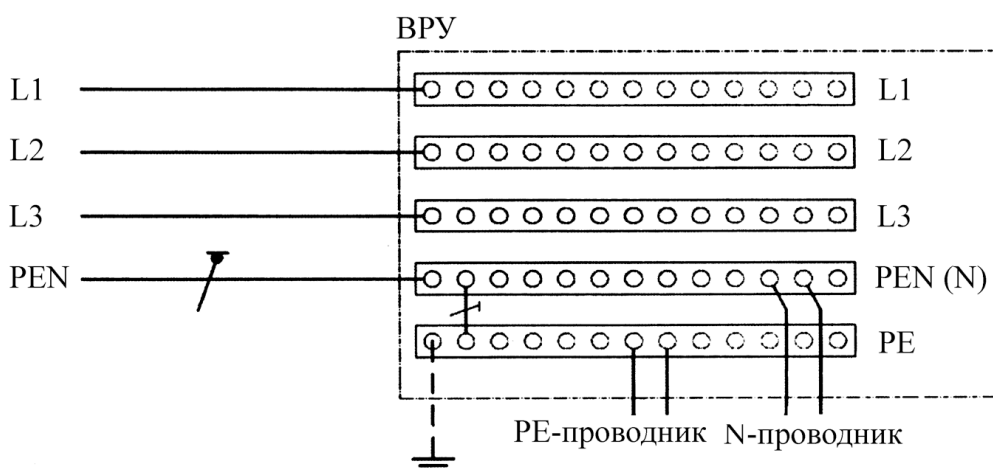 ВРУ
L1 L1
L2 L2
L3 L3
PEN PEN (N)
PE
PE-проводник N-проводник